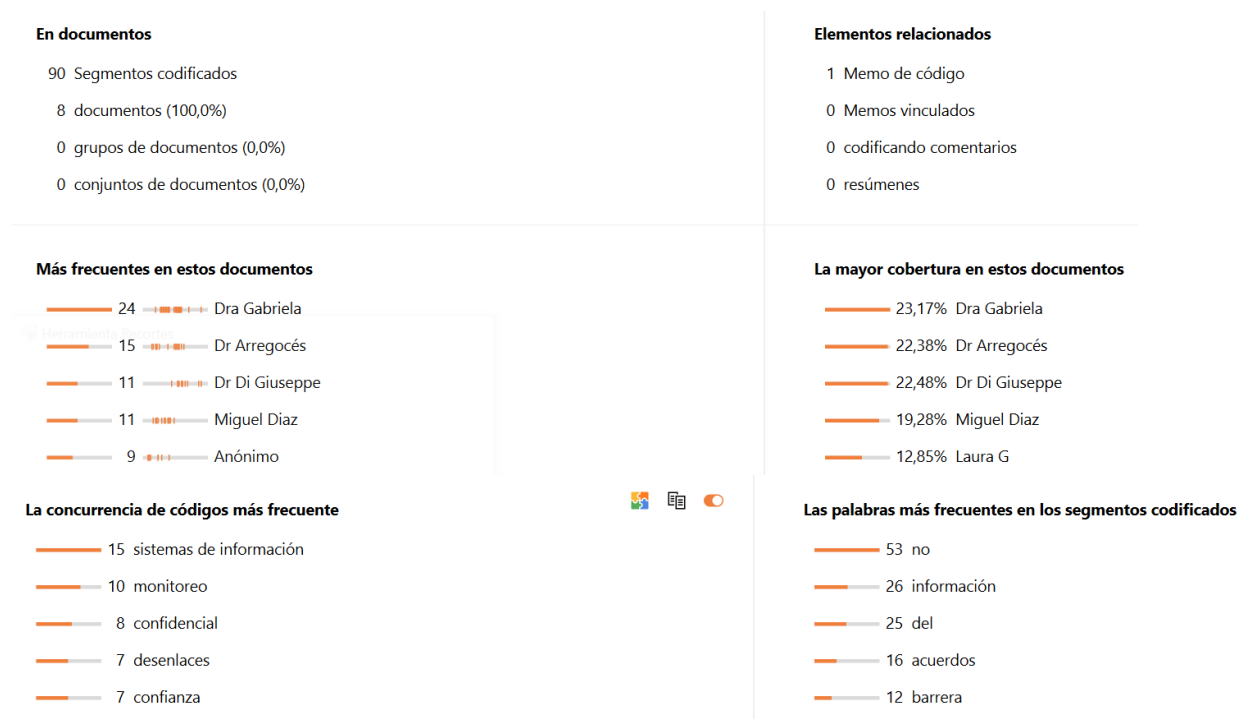 En documentos
90 Segmentos codificados
8 documentos (100,0%)
0 grupos de documentos (0,0%)
0 conjuntos de documentos (0,0%)
Elementos relacionados
1 Memo de código
0 Memos vinculados
0 codificando comentarios
0 resúmenes
Más frecuentes en estos documentos
24 Dra Gabriela
Herramienta Recortes
15 Dr Arregocés
11 Dr Di Giuseppe
11 Miguel Diaz
9 Anónimo
La mayor cobertura en estos documentos
23,17% Dra Gabriela
22,38% Dr Arregocés
22,48% Dr Di Giuseppe
19,28% Miguel Diaz
12,85% Laura G
La concurrencia de códigos más frecuente
15 sistemas de información
10 monitoreo
8 confidencial
7 desenlaces
7 confianza
Las palabras más frecuentes en los segmentos codificados
53 no
26 información
25 del
16 acuerdos
12 barrera